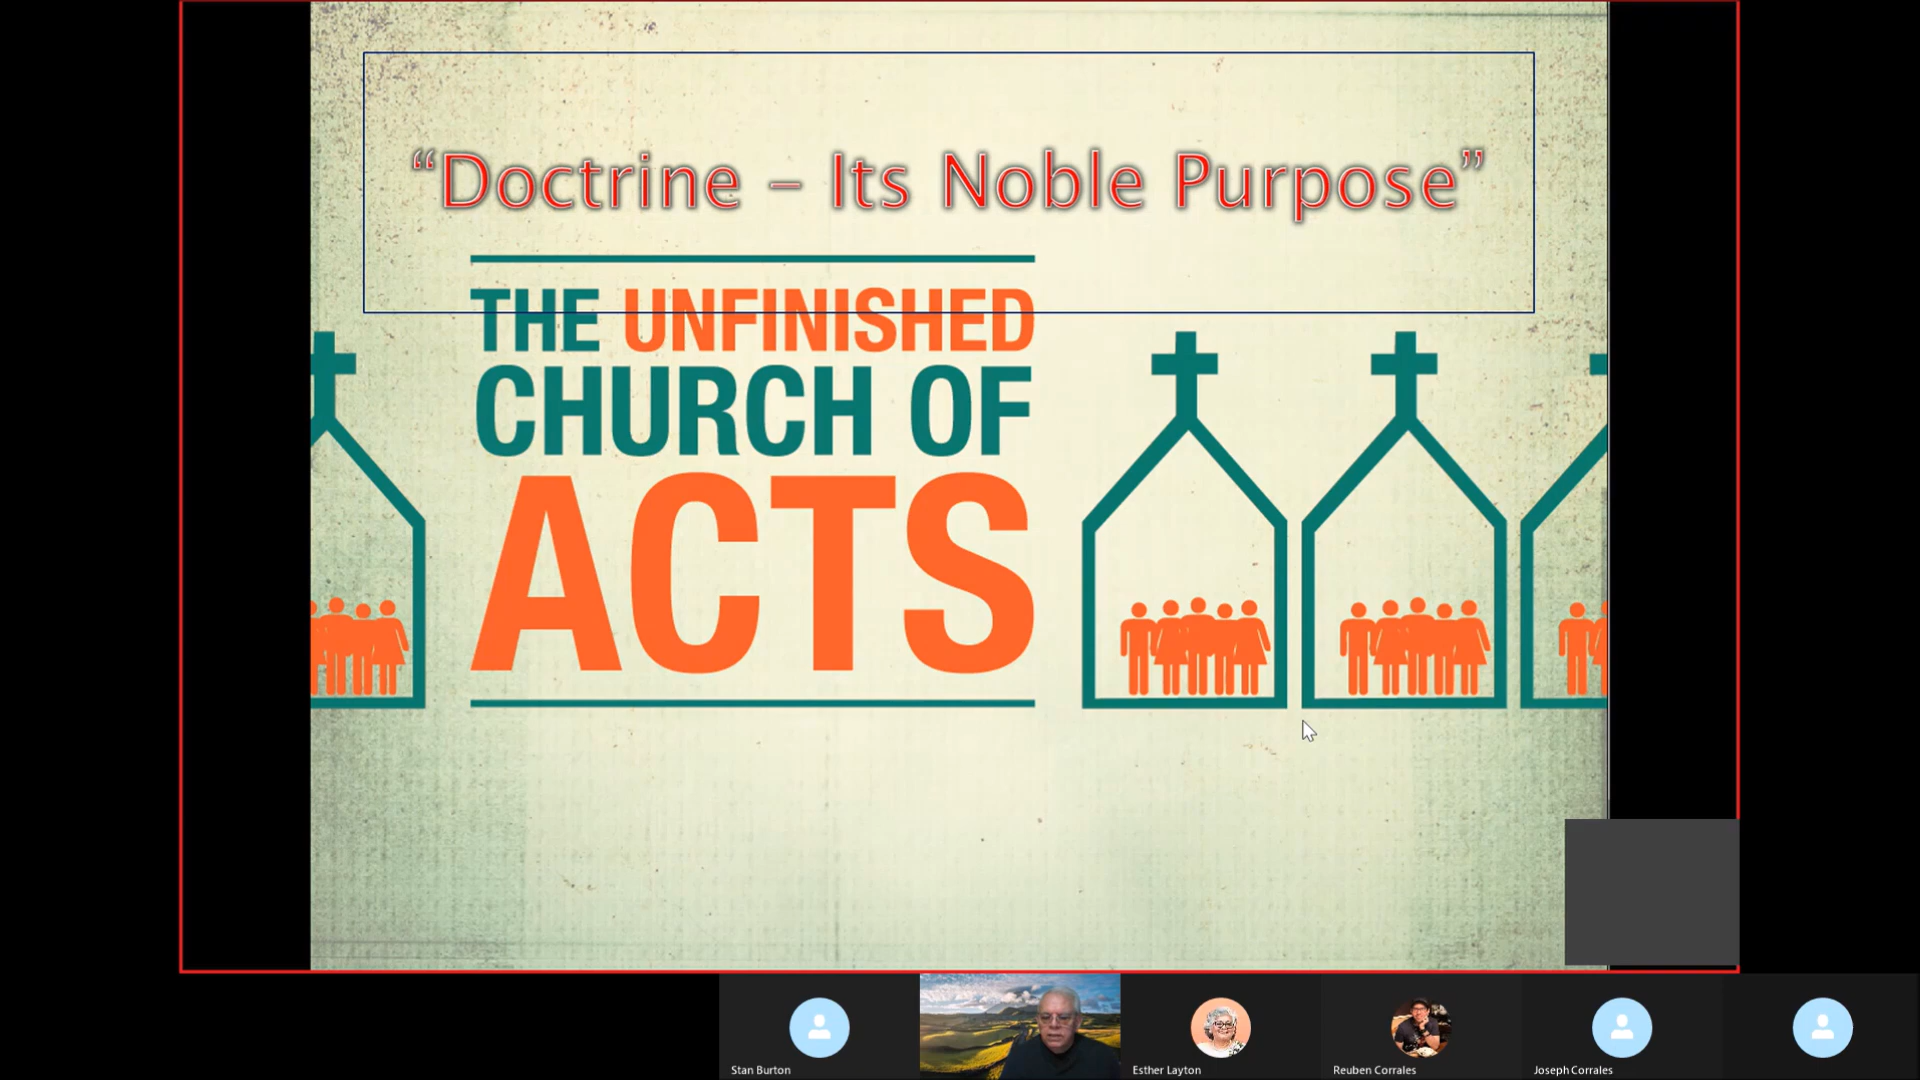 “Doctrine – Its Noble Purpose”
THE UNFINISHED
CHURCH OF
ACTS
Stan Burton
Esther Layton
Reuben Corrales
Joseph Corrales